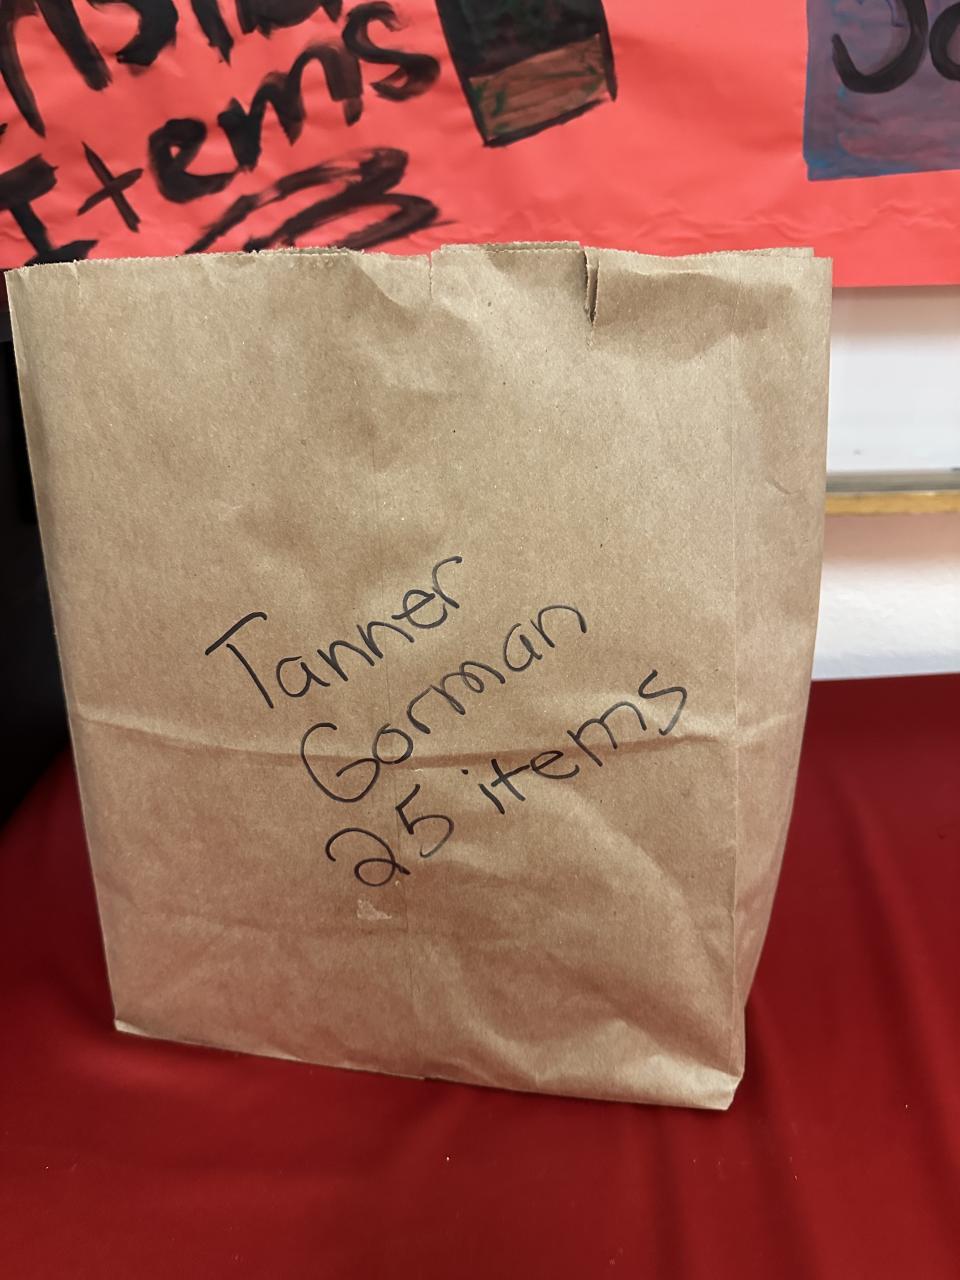 Items
Tanner
Gorman
25 items